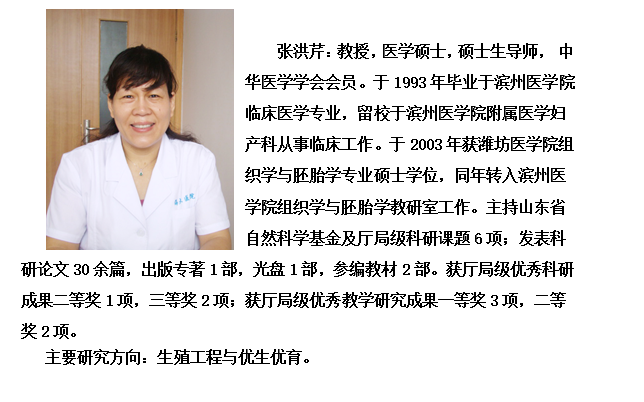 张洪芹：教授，医学硕士，硕士生导师， 中
华医学学会会员。于 1993 年毕业于滨州医学院
临床医学专业，留校于滨州医学院附属医学妇
产科从事临床工作。于 2003 年获潍坊医学院组
织学与胚胎学专业硕士学位，同年转入滨州医
学院组织学与胚胎学教研室工作。主持山东省
自然科学基金及厅局级科研课题 6 项；发表科
研论文 30 余篇，出版专著 1 部，光盘 1 部，参编教材 2 部。获厅局级优秀科研
成果二等奖 1 项，三等奖 2 项；获厅局级优秀教学研究成果一等奖 3 项，二等
奖 2 项。
主要研究方向：生殖工程与优生优育。